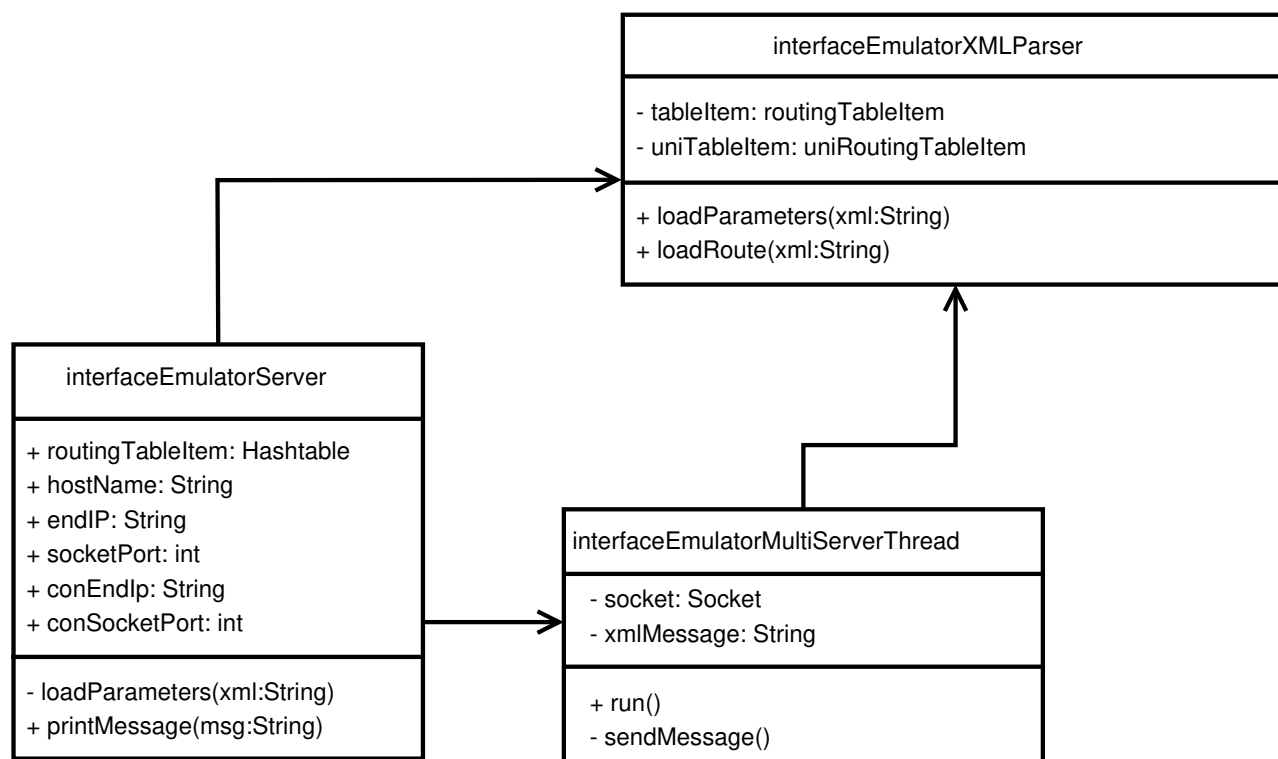 interfaceEmulatorXMLParser
- tableItem: routingTableItem
- uniTableItem: uniRoutingTableItem
+ loadParameters(xml:String)
+ loadRoute(xml:String)
interfaceEmulatorServer
+ routingTableItem: Hashtable
+ hostName: String
+ endIP: String
+ socketPort: int
+ conEndIp: String
+ conSocketPort: int
- loadParameters(xml:String)
+ printMessage(msg:String)
interfaceEmulatorMultiServerThread
- socket: Socket
- xmlMessage: String
+ run()
- sendMessage()